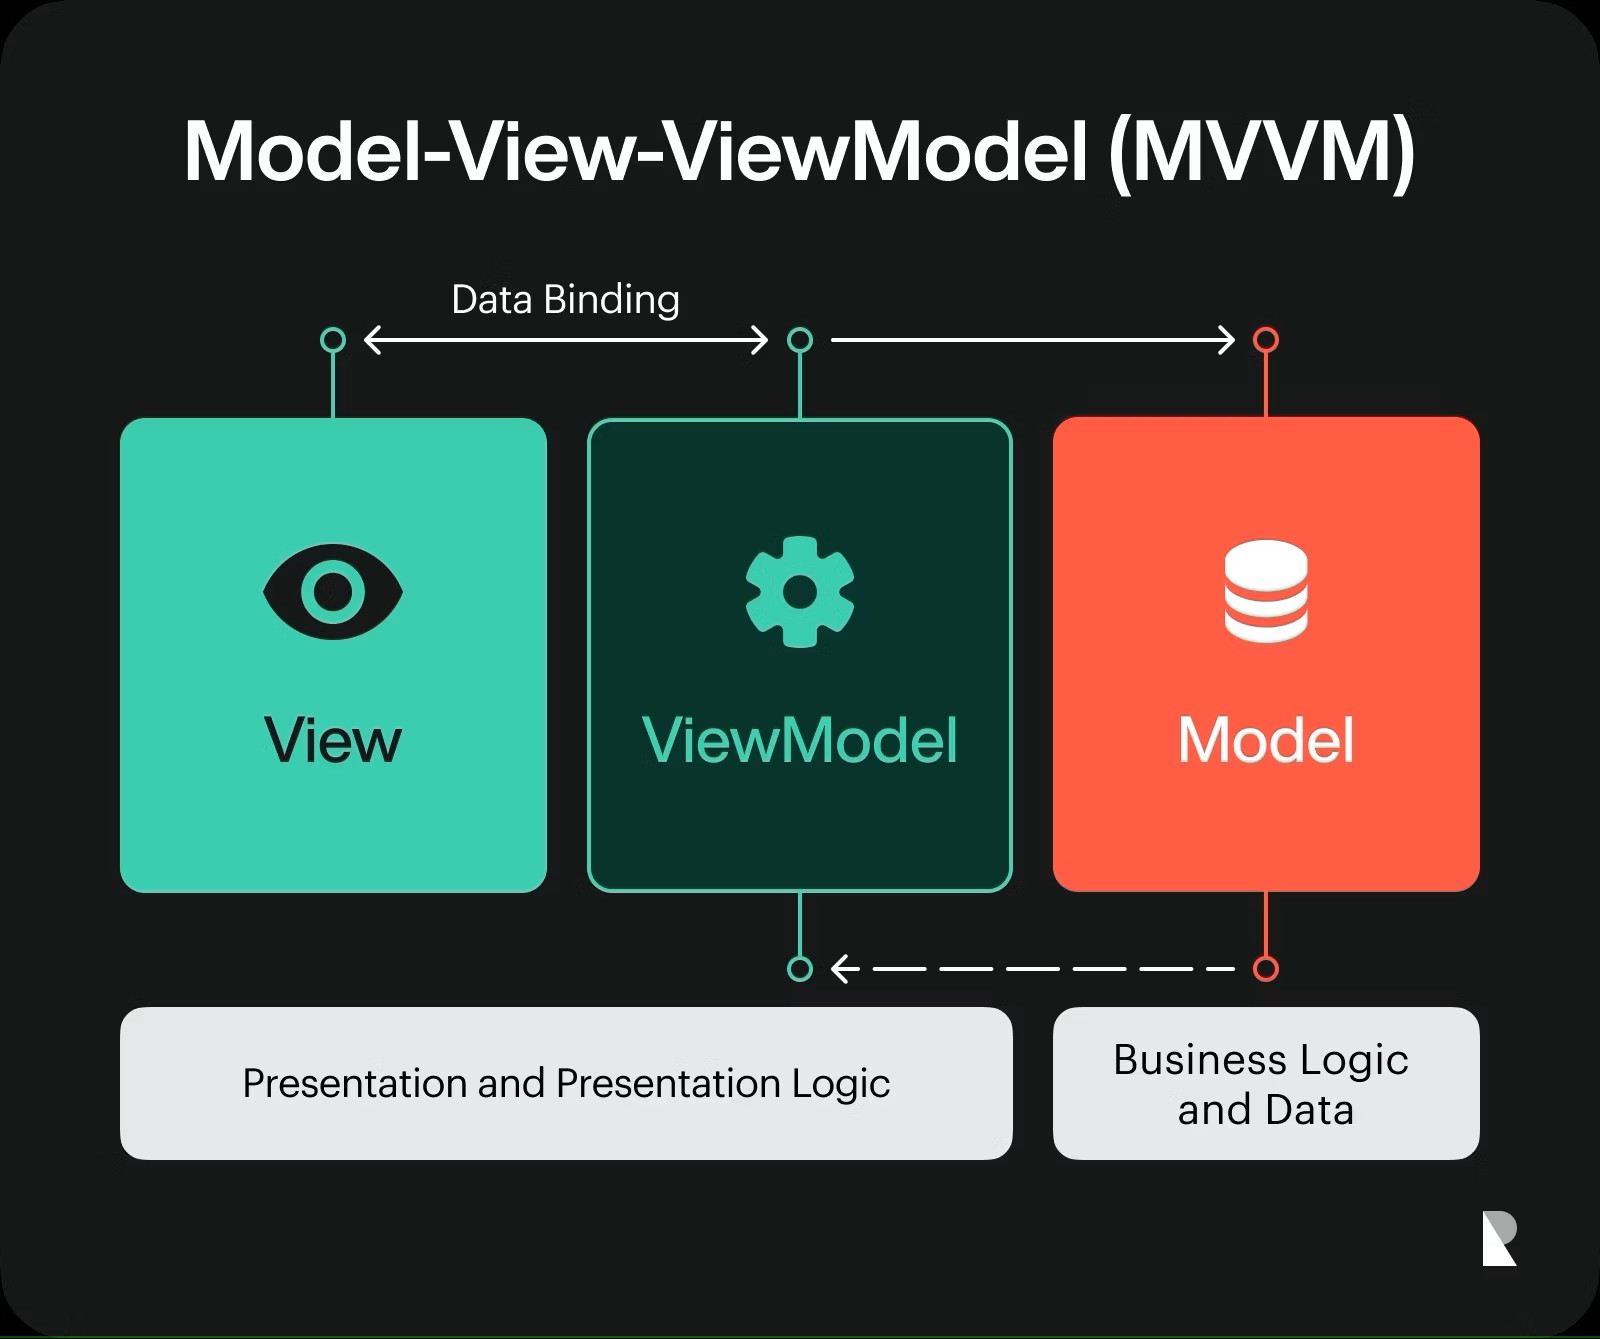 Model-View-ViewModel (MVVM)
Data Binding
View
ViewModel
Model
Presentation and Presentation Logic
Business Logic
and Data